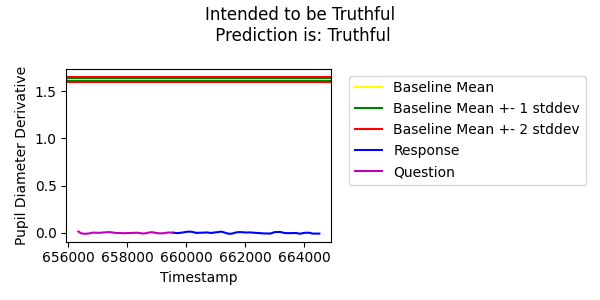 Intended to be Truthful
Prediction is: Truthful
Pupil Diameter Derivative
1.5
1.0
0.5
0.0
656000 658000 660000 662000 664000
Timestamp
Baseline Mean
Baseline Mean +- 1 stddev
Baseline Mean +- 2 stddev
Response
Question